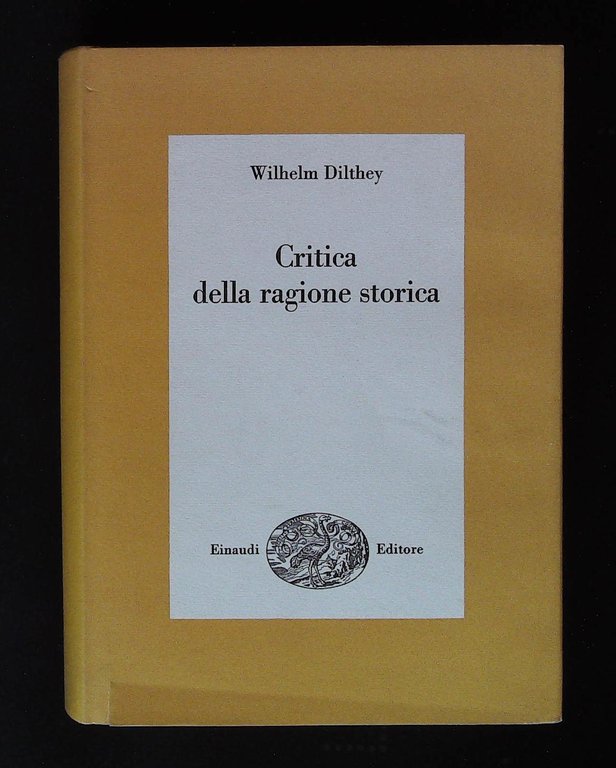 Wilhelm Dilthey
Critica
della ragione storica
Einaudi Editore